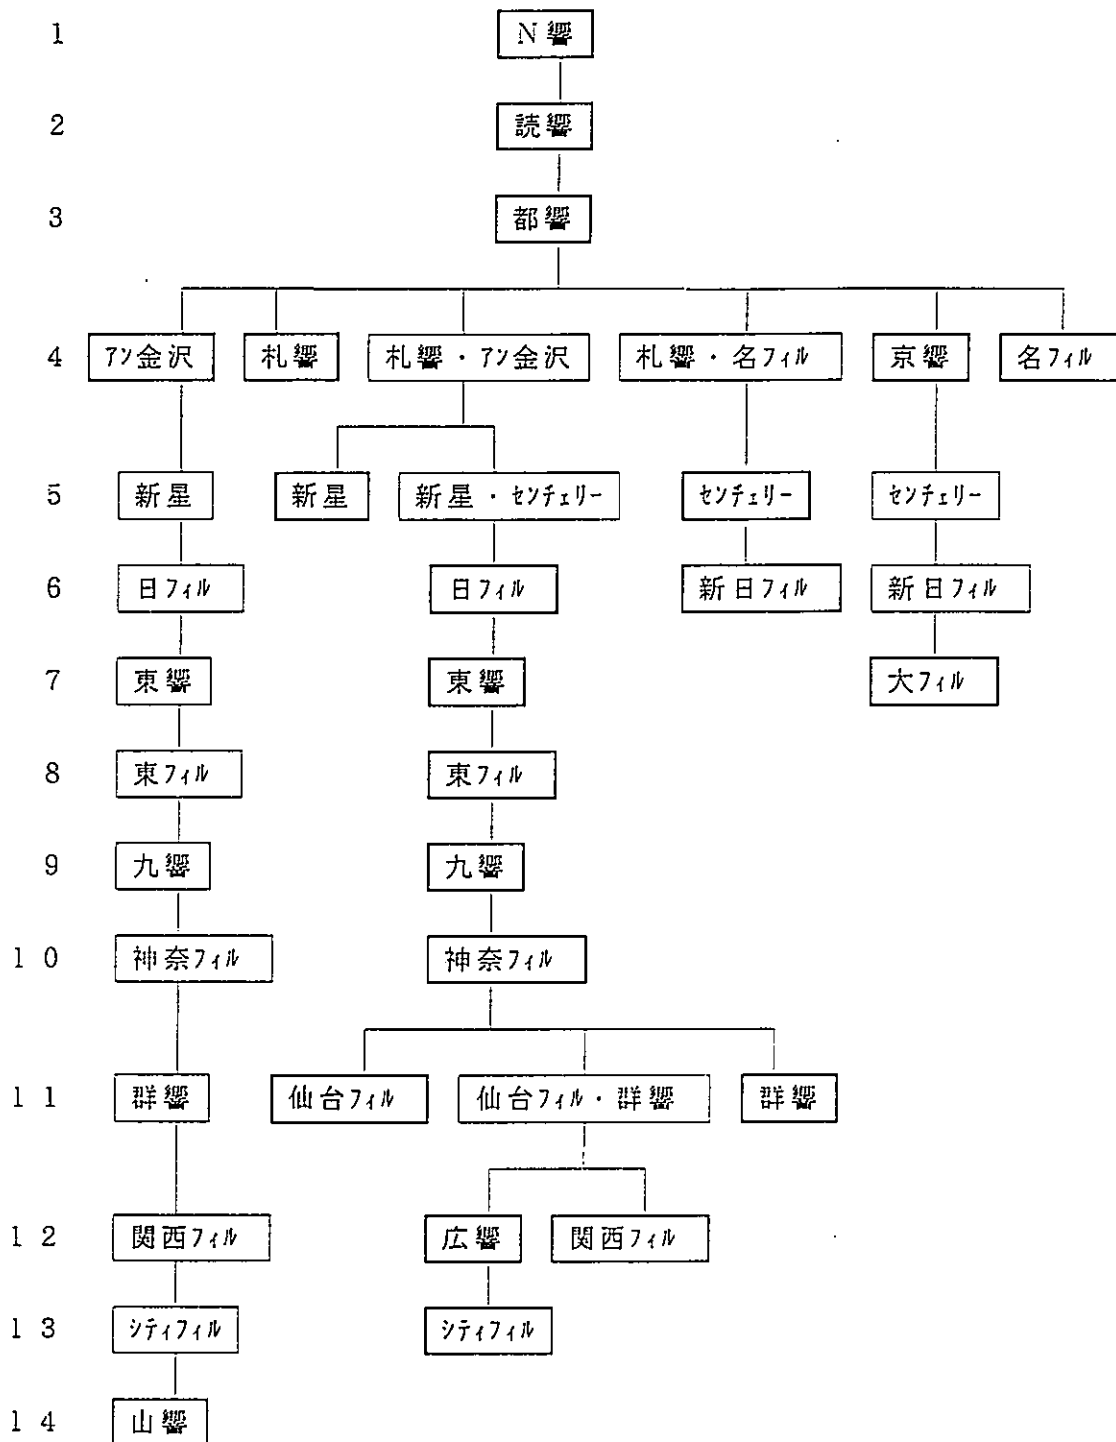 1 N響
2 読響
3 都響
4 アン金沢 札響 札響・アン金沢 札響・名フィル 京響 名フィル
5 新星 新星 新星・センチェリー センチェリー センチェリー
6 日フィル 日フィル 新日フィル 新日フィル
7 東響 東響 大フィル
8 東フィル 東フィル
9 九響 九響
10 神奈フィル 神奈フィル
11 群響 仙台フィル 仙台フィル・群響 群響
12 関西フィル 広響 関西フィル
13 シティフィル シティフィル
14 山響